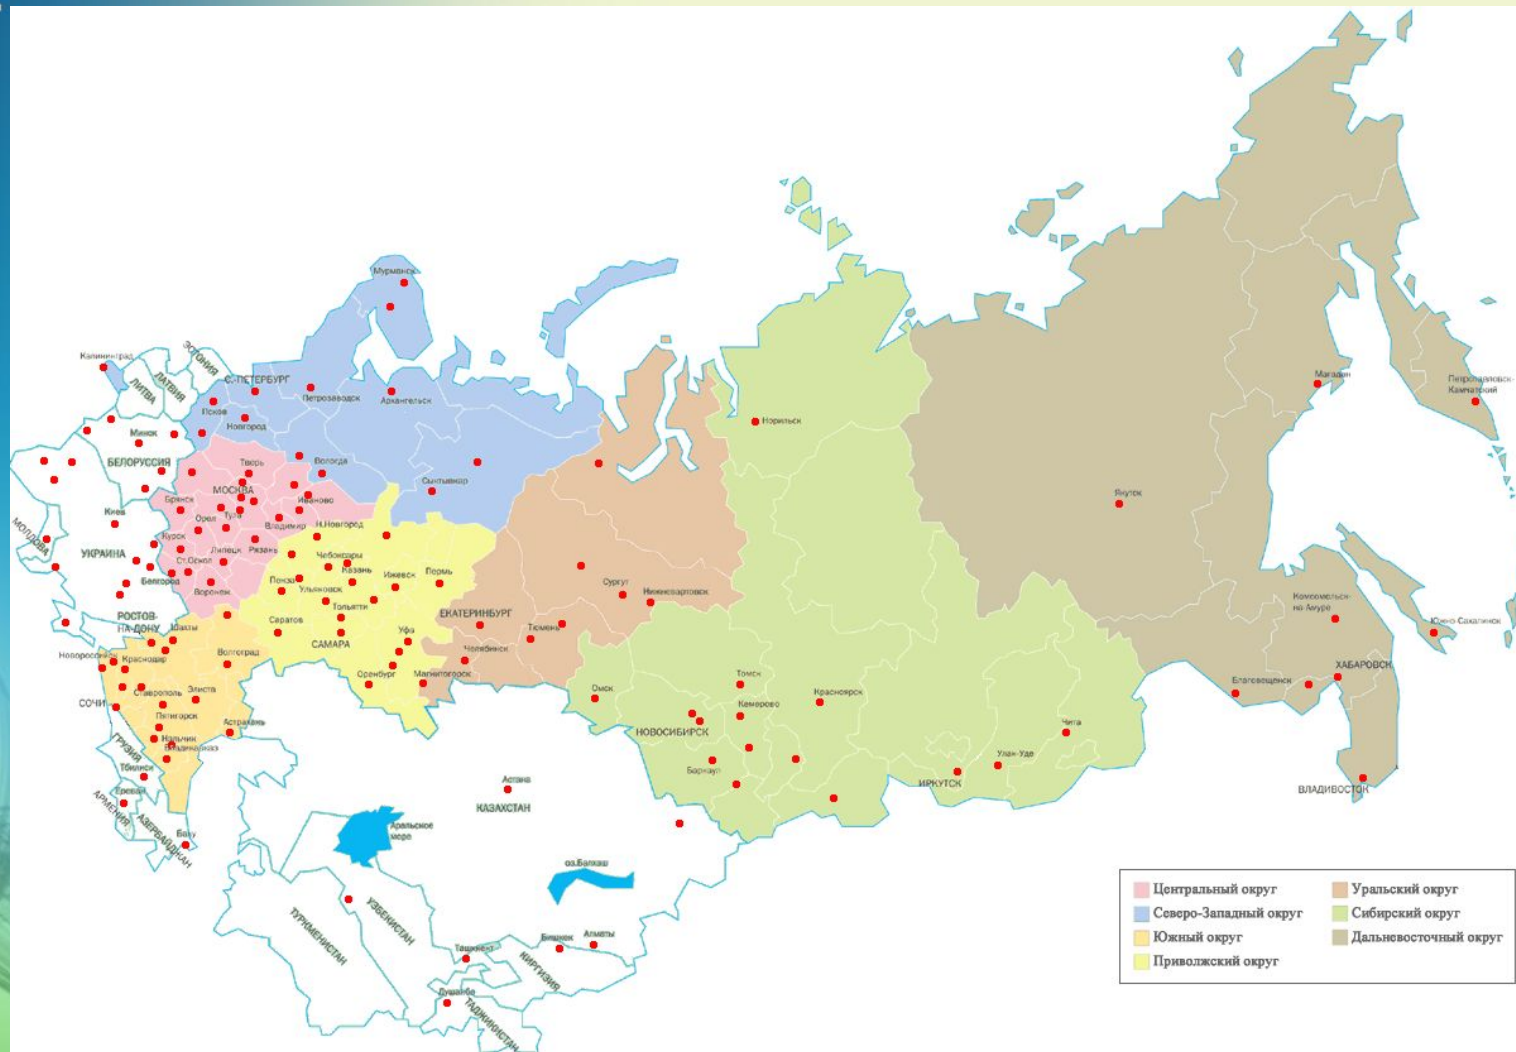 Мурманск
Калининград
ЭСТОНИЯ
ЛАТВИЯ
ЛИТВА
С.-ПЕТЕРБУРГ
Петрозаводск
Архангельск
Псков
Новгород
Норильск
Магадан
Петропавловск-
Камчатский
Минск
БЕЛОРУССИЯ
Тверь
Вологда
Сыктывкар
МОСКВА
Иваново
Брянск
Якутск
Киев
Орел
Тула
Владимир
Н.Новгород
МОЛДОВА
УКРАИНА
Курск
Липецк
Рязань
Чебоксары
Казань
Ст.Оскол
Белгород
Воронеж
Пенза
Ульяновск
Ижевск
Пермь
Сургут
Нижневартовск
Тольятти
РОСТОВ-
НА-ДОНУ
Шахты
Саратов
САМАРА
Уфа
ЕКАТЕРИНБУРГ
Тюмень
Комсомольск-
на Амуре
Южно-Сахалинск
Новороссийск
Краснодар
Волгоград
Оренбург
Магнитогорск
Челябинск
ХАБАРОВСК
Благовещенск
СОЧИ
Ставрополь
Элиста
Омск
Томск
Красноярск
Кемерово
Пятигорск
Астрахань
НОВОСИБИРСК
Чита
Нальчик
Владикавказ
ГРУЗИЯ
Тбилиси
Барнаул
Улан-Удэ
ИРКУТСК
ВЛАДИВОСТОК
Ереван
АРМЕНИЯ
АЗЕРБАЙДЖАН
Баку
Астана
КАЗАХСТАН
Аральское
море
оз.Балхаш
ТУРКМЕНИСТАН
УЗБЕКИСТАН
Ташкент
Бишкек
Алматы
КИРГИЗИЯ
Душанбе
ТАДЖИКИСТАН
Центральный округ
Северо-Западный округ
Южный округ
Приволжский округ
Уральский округ
Сибирский округ
Дальневосточный округ